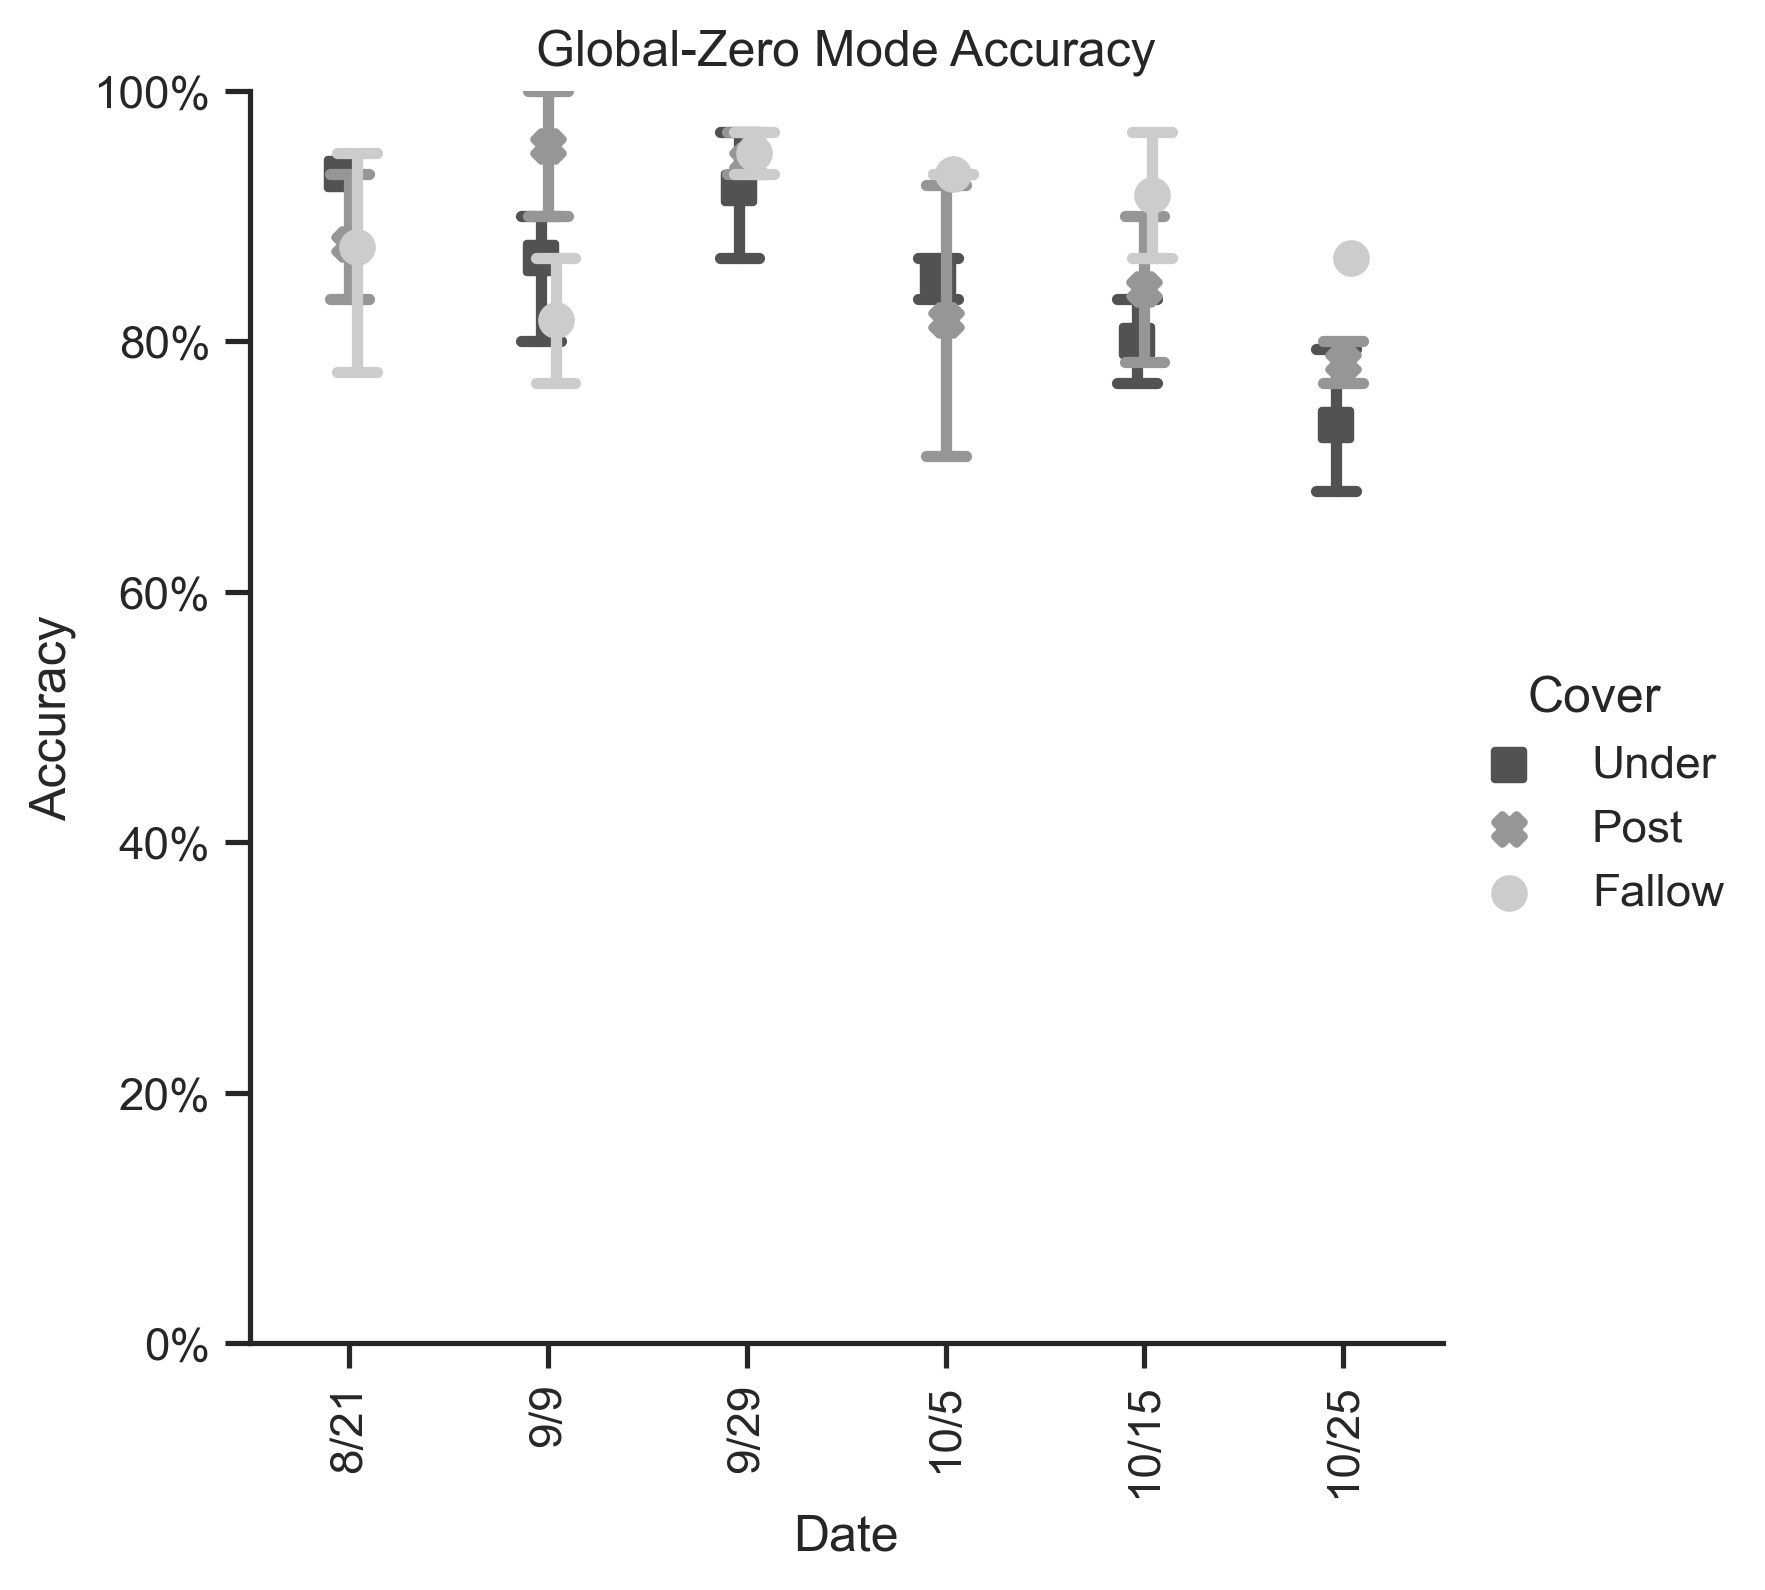 Global-Zero Mode Accuracy
100%
80%
60%
40%
20%
0%
Accuracy
8/21
9/9
9/29
10/5
10/15
10/25
Date
Cover
Under
Post
Fallow